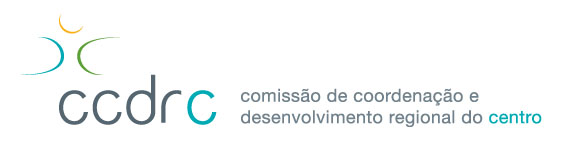 ccdrc
comissão de coordenação e
desenvolvimento regional do centro